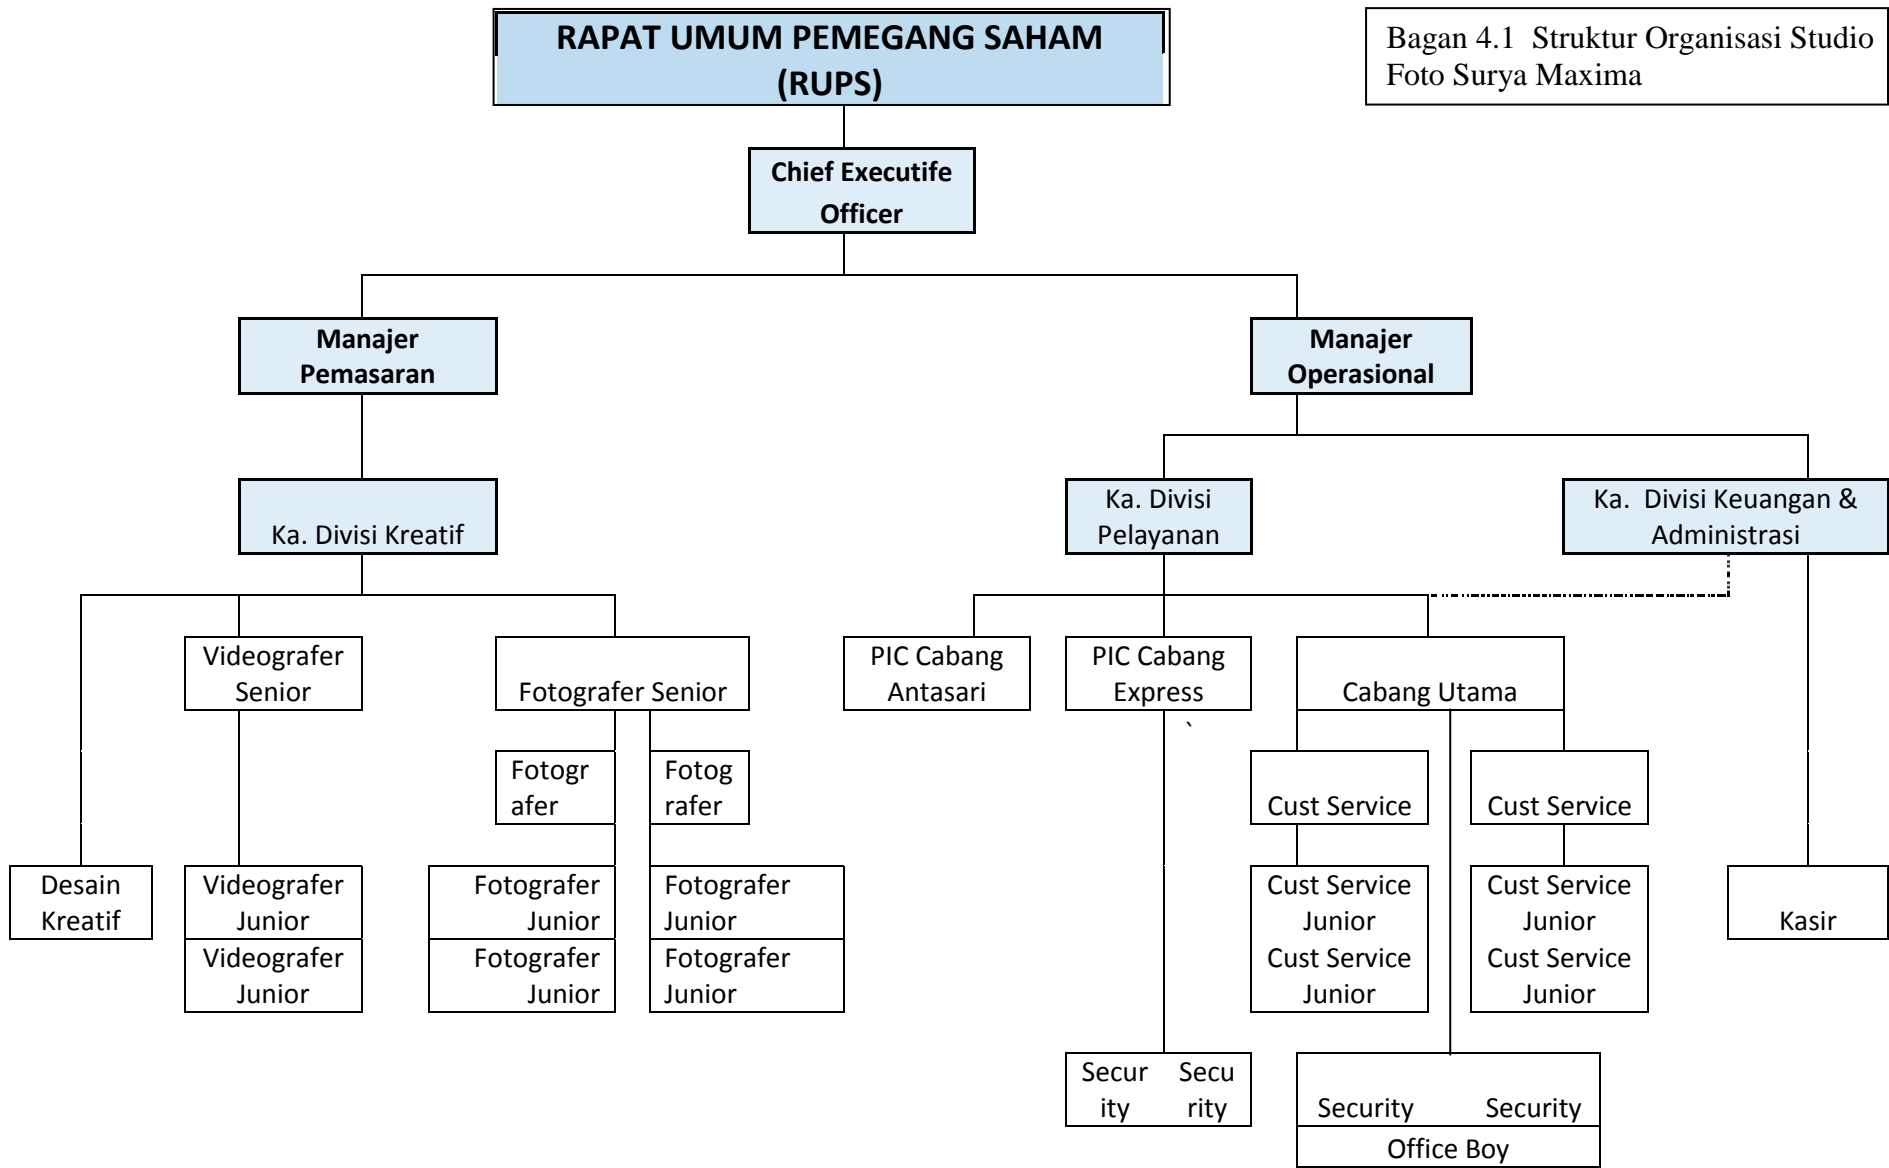 RAPAT UMUM PEMEGANG SAHAM
(RUPS)
Bagan 4.1  Struktur Organisasi Studio
Foto Surya Maxima
Chief Executife
Officer
Manajer
Pemasaran
Manajer
Operasional
Ka. Divisi Kreatif
Ka. Divisi
Pelayanan
Ka.  Divisi Keuangan &
Administrasi
Videografer
Senior
Fotografer Senior
PIC Cabang
Antasari
PIC Cabang
Express
`
Cabang Utama
Fotogr
afer
Fotog
rafer
Cust Service
Cust Service
Desain
Kreatif
Videografer
Junior
Videografer
Junior
Fotografer
Junior
Fotografer
Junior
Fotografer
Junior
Fotografer
Junior
Cust Service
Junior
Cust Service
Junior
Cust Service
Junior
Cust Service
Junior
Kasir
Secur
ity
Secu
rity
Security
Security
Office Boy